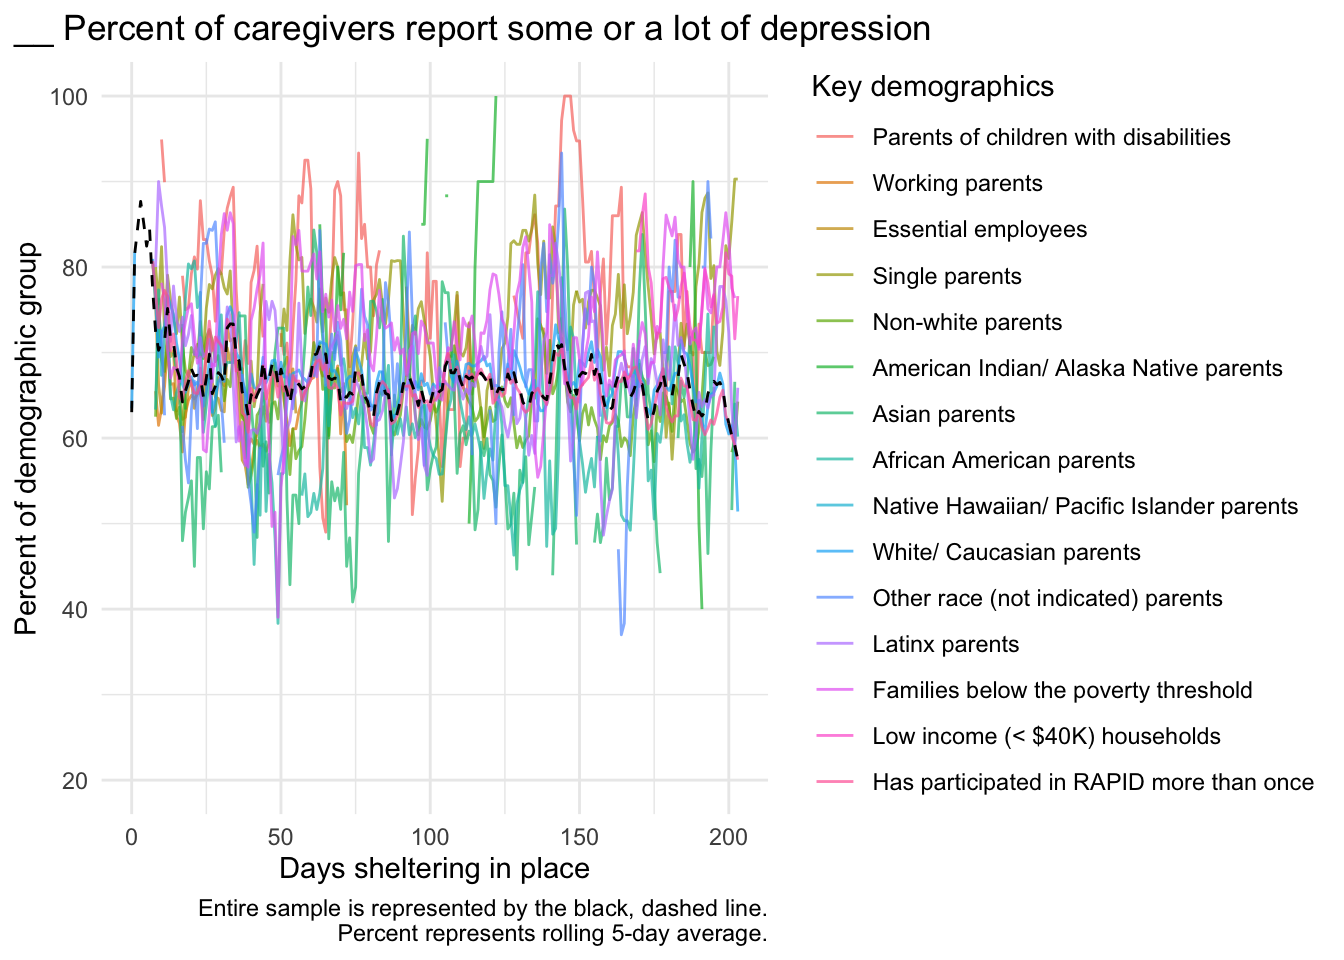 __ Percent of caregivers report some or a lot of depression
Percent of demographic group
100
80
60
40
20
0
50
100
150
200
Days sheltering in place
Key demographics
Parents of children with disabilities
Working parents
Essential employees
Single parents
Non-white parents
American Indian/ Alaska Native parents
Asian parents
African American parents
Native Hawaiian/ Pacific Islander parents
White/ Caucasian parents
Other race (not indicated) parents
Latinx parents
Families below the poverty threshold
Low income (< $40K) households
Has participated in RAPID more than once
Entire sample is represented by the black, dashed line.
Percent represents rolling 5-day average.